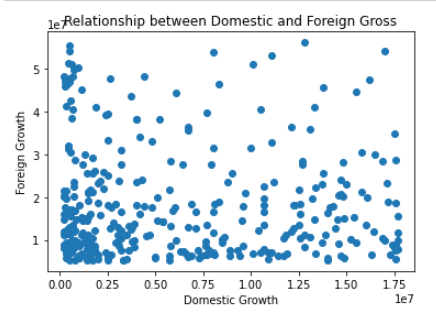 Relationship between Domestic and Foreign Gross
1e7
5
4
3
2
1
Foreign Growth
0.00 0.25 0.50 0.75 1.00 1.25 1.50 1.75
Domestic Growth
1e7